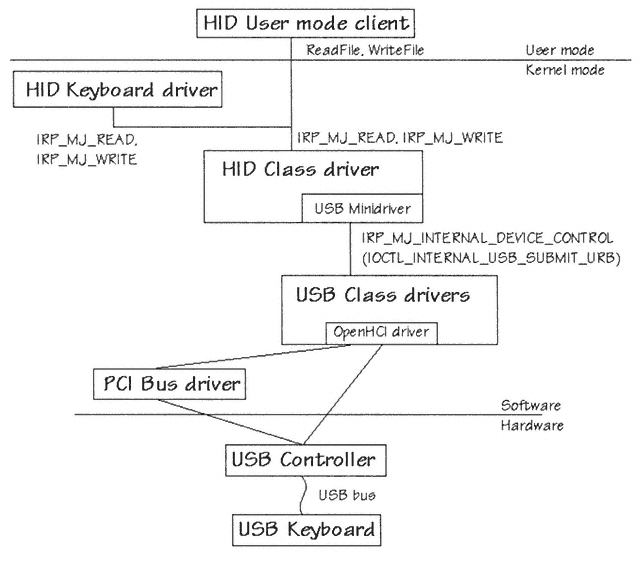 HID User mode client
ReadFile, WriteFile
User mode
Kernel mode
HID Keyboard driver
IRP_MJ_READ,
IRP_MJ_WRITE
IRP_MJ_READ, IRP_MJ_WRITE
HID Class driver
USB Minidriver
IRP_MJ_INTERNAL_DEVICE_CONTROL
(IOCTL_INTERNAL_USB_SUBMIT_URB)
USB Class drivers
OpenHCI driver
PCI Bus driver
Software
Hardware
USB Controller
USB bus
USB Keyboard